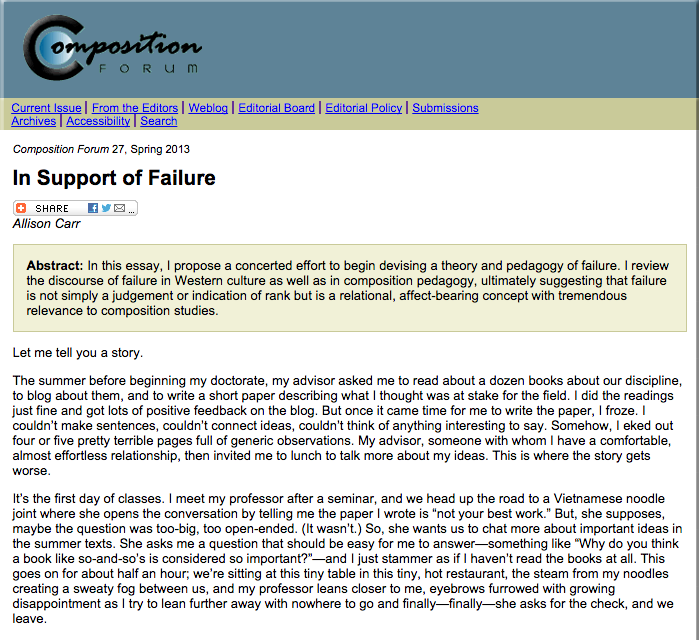 Composition
FORUM
Current Issue | From the Editors | Weblog | Editorial Board | Editorial Policy | Submissions
Archives | Accessibility | Search
Composition Forum 27, Spring 2013
In Support of Failure
SHARE ...
Allison Carr
Abstract: In this essay, I propose a concerted effort to begin devising a theory and pedagogy of failure. I review
the discourse of failure in Western culture as well as in composition pedagogy, ultimately suggesting that failure
is not simply a judgement or indication of rank but is a relational, affect-bearing concept with tremendous
relevance to composition studies.
Let me tell you a story.
The summer before beginning my doctorate, my advisor asked me to read about a dozen books about our discipline,
to blog about them, and to write a short paper describing what I thought was at stake for the field. I did the readings
just fine and got lots of positive feedback on the blog. But once it came time for me to write the paper, I froze. I
couldn't make sentences, couldn't connect ideas, couldn't think of anything interesting to say. Somehow, I eked out
four or five pretty terrible pages full of generic observations. My advisor, someone with whom I have a comfortable,
almost effortless relationship, then invited me to lunch to talk more about my ideas. This is where the story gets
worse.
It's the first day of classes. I meet my professor after a seminar, and we head up the road to a Vietnamese noodle
joint where she opens the conversation by telling me the paper I wrote is “not your best work.” But, she supposes,
maybe the question was too-big, too open-ended. (It wasn't.) So, she wants us to chat more about important ideas in
the summer texts. She asks me a question that should be easy for me to answer—something like “Why do you think
a book like so-and-so's is considered so important?”—and I just stammer as if I haven't read the books at all. This
goes on for about half an hour; we're sitting at this tiny table in this tiny, hot restaurant, the steam from my noodles
creating a sweaty fog between us, and my professor leans closer to me, eyebrows furrowed with growing
disappointment as I try to lean further away with nowhere to go and finally—finally—she asks for the check, and we
leave.